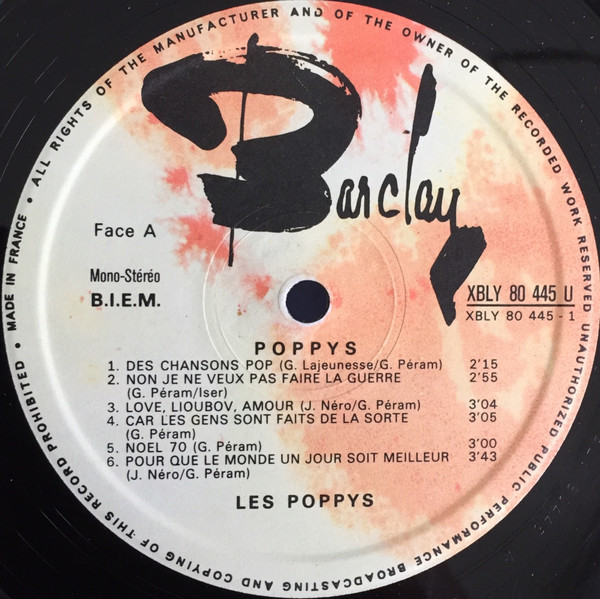 ALL RIGHTS OF THE MANUFACTURER AND OF THE OWNER OF THE RECORDED WORK RESERVED UNAUTHORIZED PUBLIC PERFORMANCE BROADCASTING AND COPYING OF THIS RECORD PROHIBITED • MADE IN FRANCE •
Barclay
Face A
Mono-Stéréo
B.I.E.M.
XBLY 80 445 U
XBLY 80 445 - 1
POPPYS
1. DES CHANSONS POP (G. Lajeunesse/G. Péram) 2'15
2. NON JE NE VEUX PAS FAIRE LA GUERRE 2'55
(G. Péram/Iser)
3. LOVE, LIOUBOV, AMOUR (J. Néro/G. Péram) 3'04
4. CAR LES GENS SONT FAITS DE LA SORTE 3'05
(G. Péram)
5. NOEL 70 (G. Péram) 3'00
6. POUR QUE LE MONDE UN JOUR SOIT MEILLEUR 3'43
(J. Néro/G. Péram)
LES POPPYS